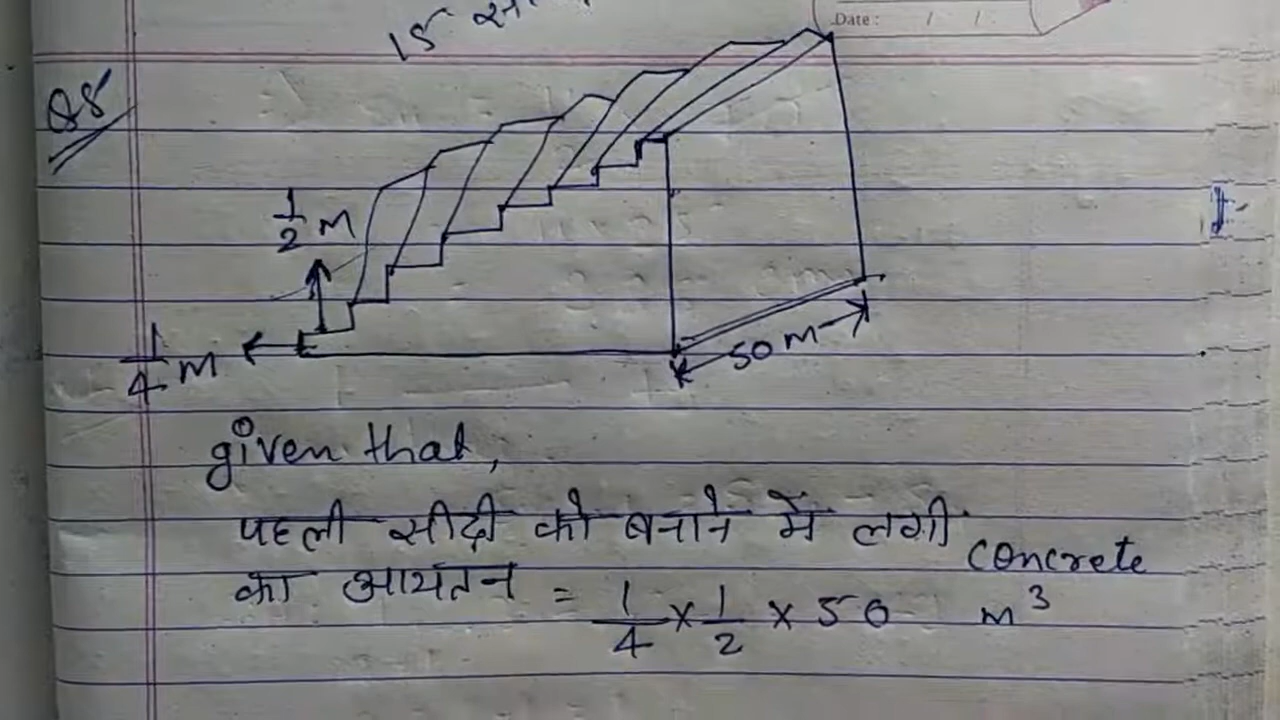 15
Date : / /
Q5
1/2 M
1/4 M
50 M
given that,
पहली सीढ़ी को बनाने में लगी concrete
का आयतन = 1/4 × 1/2 × 50 m³